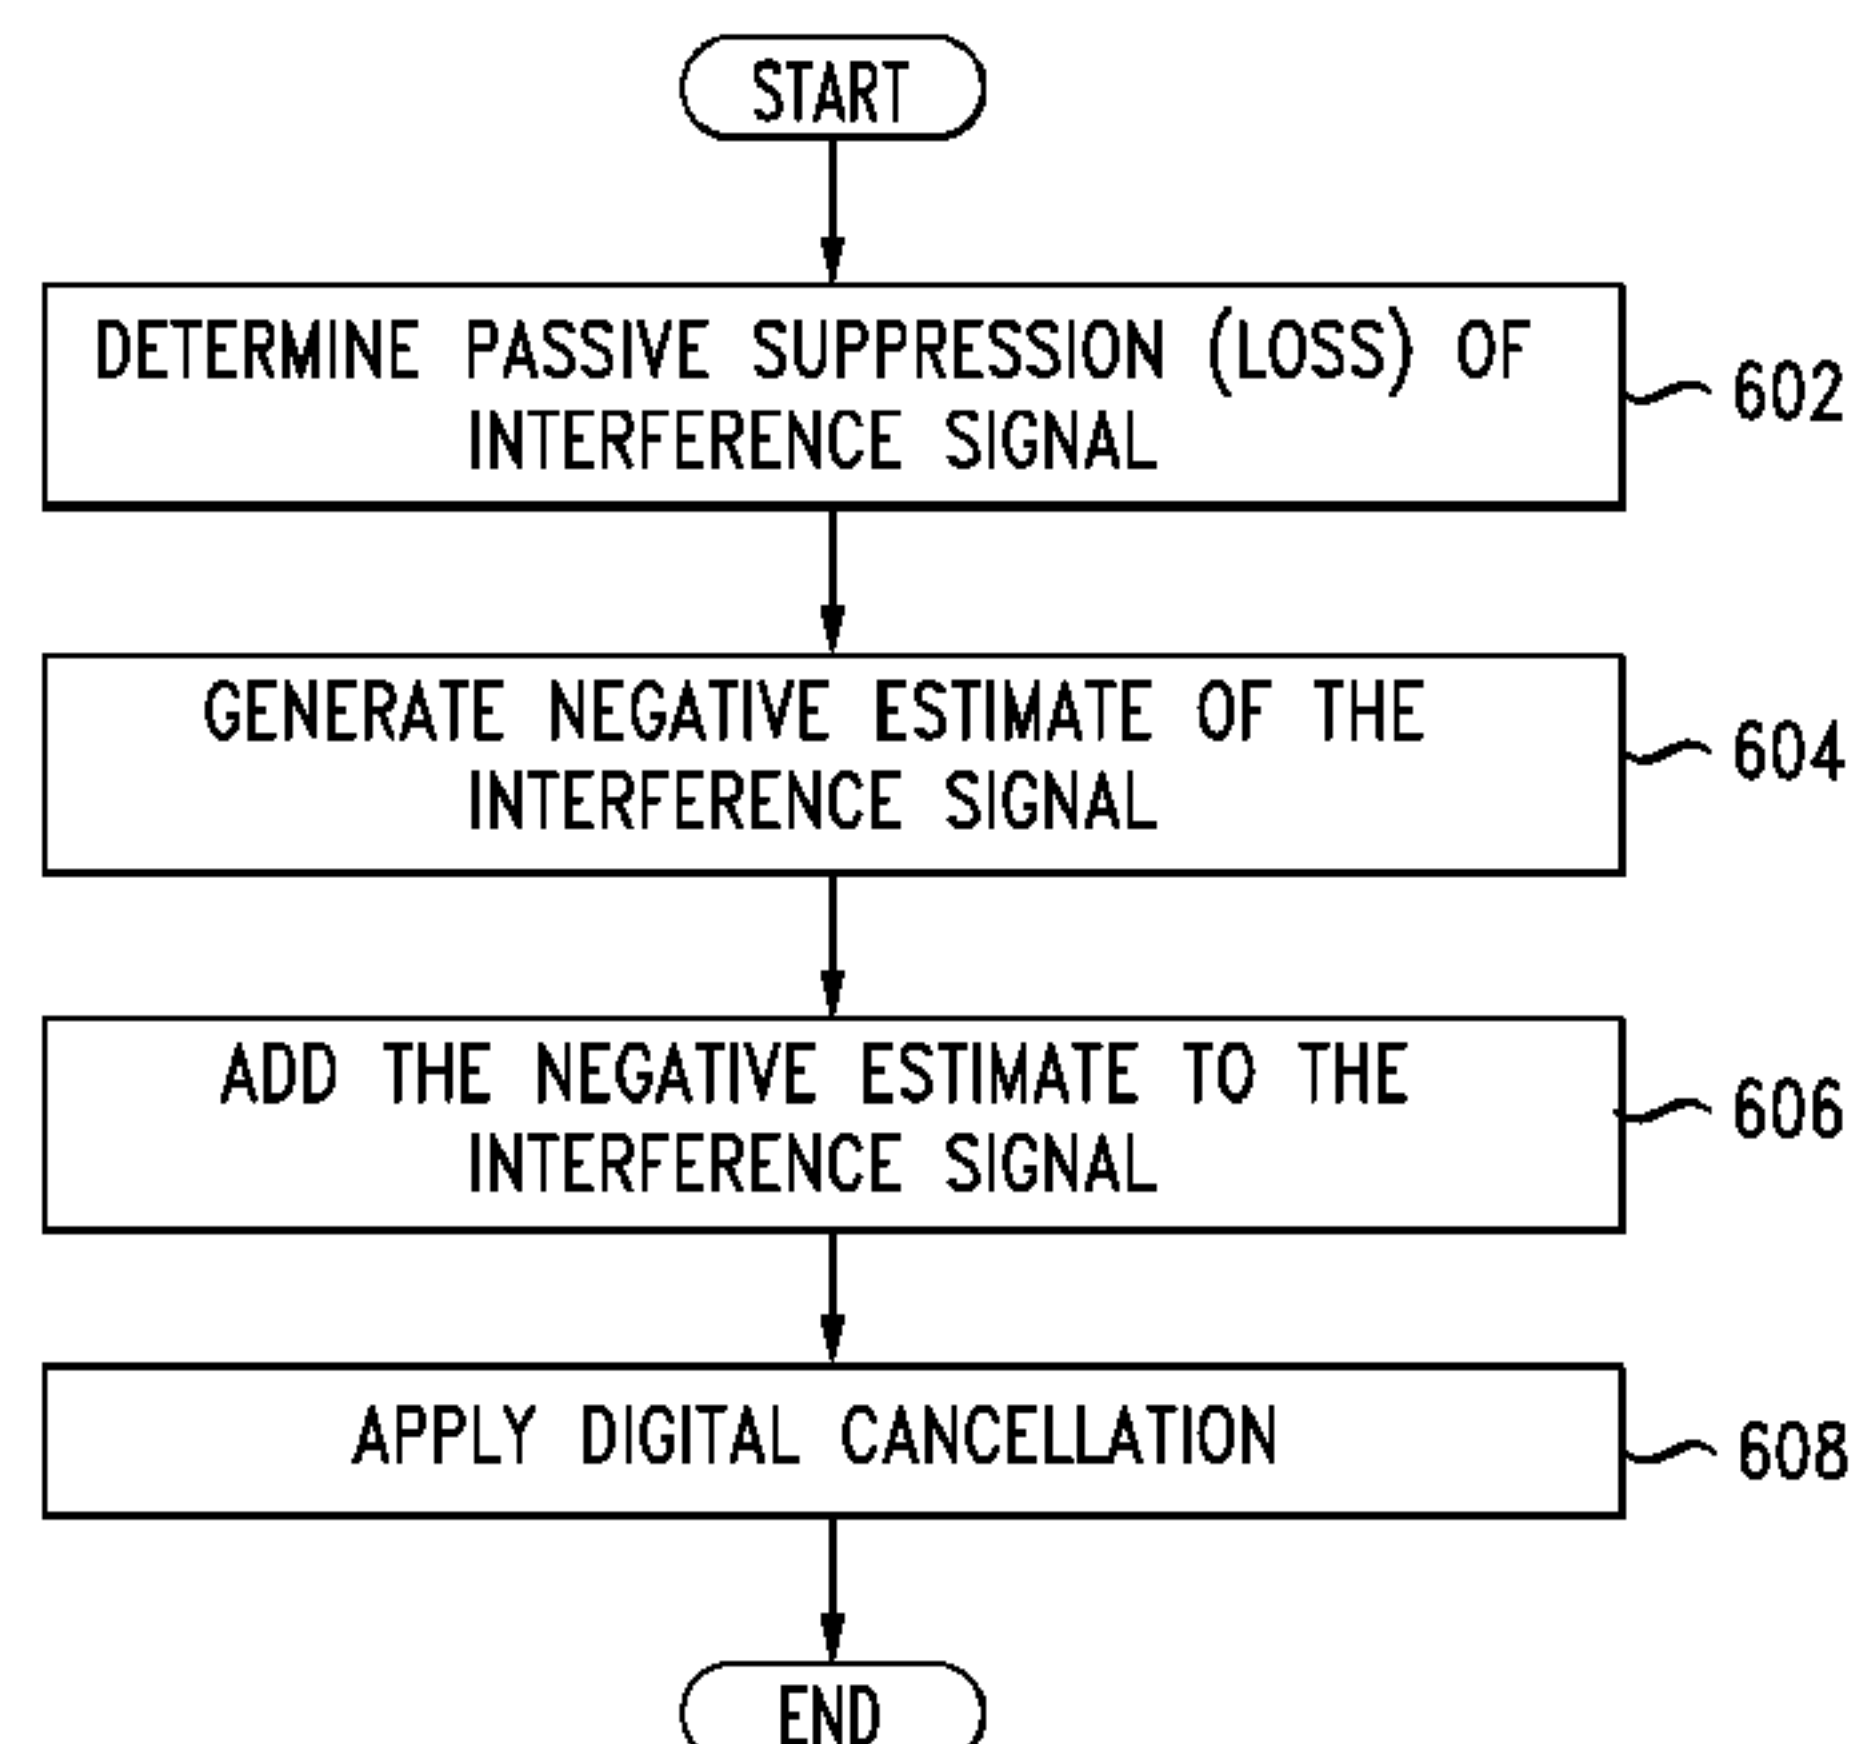 START
DETERMINE PASSIVE SUPPRESSION (LOSS) OF
INTERFERENCE SIGNAL
602
GENERATE NEGATIVE ESTIMATE OF THE
INTERFERENCE SIGNAL
604
ADD THE NEGATIVE ESTIMATE TO THE
INTERFERENCE SIGNAL
606
APPLY DIGITAL CANCELLATION
608
END